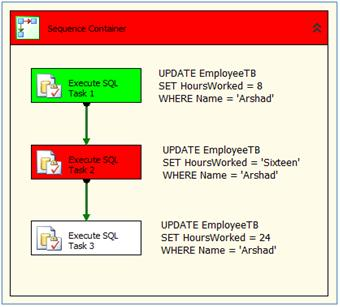 Sequence Container
Execute SQL
Task 1
UPDATE EmployeeTB
SET HoursWorked = 8
WHERE Name = 'Arshad'
Execute SQL
Task 2
UPDATE EmployeeTB
SET HoursWorked = 'Sixteen'
WHERE Name = 'Arshad'
Execute SQL
Task 3
UPDATE EmployeeTB
SET HoursWorked = 24
WHERE Name = 'Arshad'